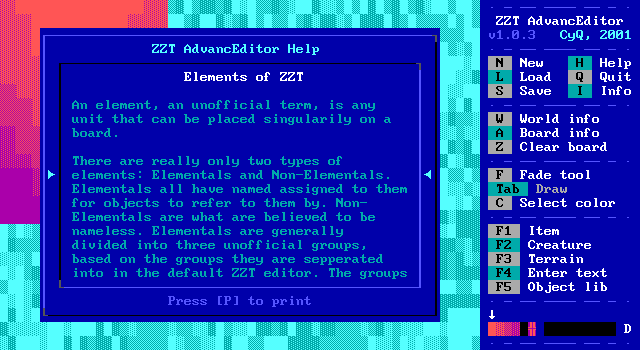 ZZT AdvancEditor Help
Elements of ZZT
An element, an unofficial term, is any
unit that can be placed singularily on a
board.
There are really only two types of
elements: Elementals and Non-Elementals.
Elementals all have named assigned to them
for objects to refer to them by. Non-
Elementals are what are believed to be
nameless. Elementals are generally
divided into three unofficial groups,
based on the groups they are sepperated
into in the default ZZT editor. The groups
Press [P] to print
ZZT AdvancEditor
v1.0.3 CyQ, 2001
N New H Help
L Load Q Quit
S Save I Info
W World info
A Board info
Z Clear board
F Fade tool
Tab Draw
C Select color
F1 Item
F2 Creature
F3 Terrain
F4 Enter text
F5 Object lib
↓
D